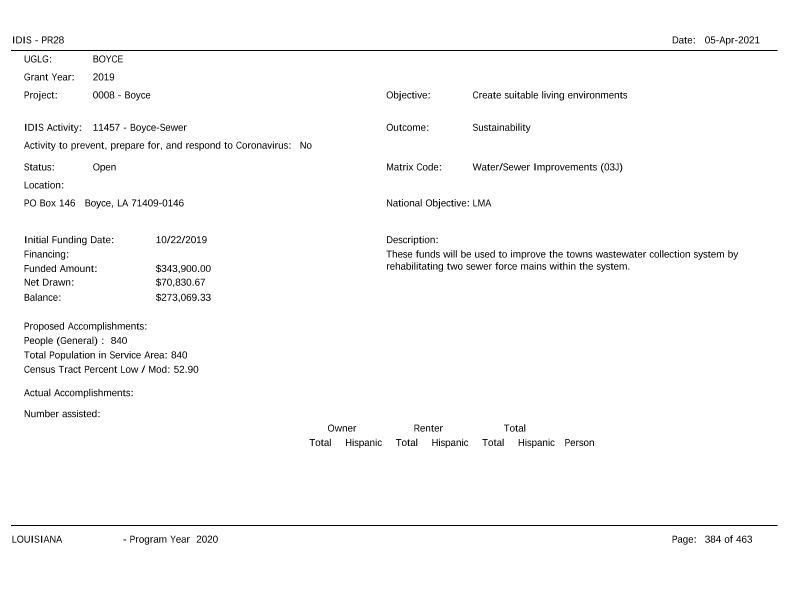 IDIS - PR28 Date: 05-Apr-2021
UGLG: BOYCE
Grant Year: 2019
Project: 0008 - Boyce Objective: Create suitable living environments
IDIS Activity: 11457 - Boyce-Sewer Outcome: Sustainability
Activity to prevent, prepare for, and respond to Coronavirus: No
Status: Open Matrix Code: Water/Sewer Improvements (03J)
Location:
PO Box 146 Boyce, LA 71409-0146 National Objective: LMA
Initial Funding Date: 10/22/2019 Description:
Financing: These funds will be used to improve the towns wastewater collection system by
Funded Amount: $343,900.00 rehabilitating two sewer force mains within the system.
Net Drawn: $70,830.67
Balance: $273,069.33
Proposed Accomplishments:
People (General) : 840
Total Population in Service Area: 840
Census Tract Percent Low / Mod: 52.90
Actual Accomplishments:
Number assisted:
Owner Renter Total
Total Hispanic Total Hispanic Total Hispanic Person
LOUISIANA - Program Year 2020 Page: 384 of 463